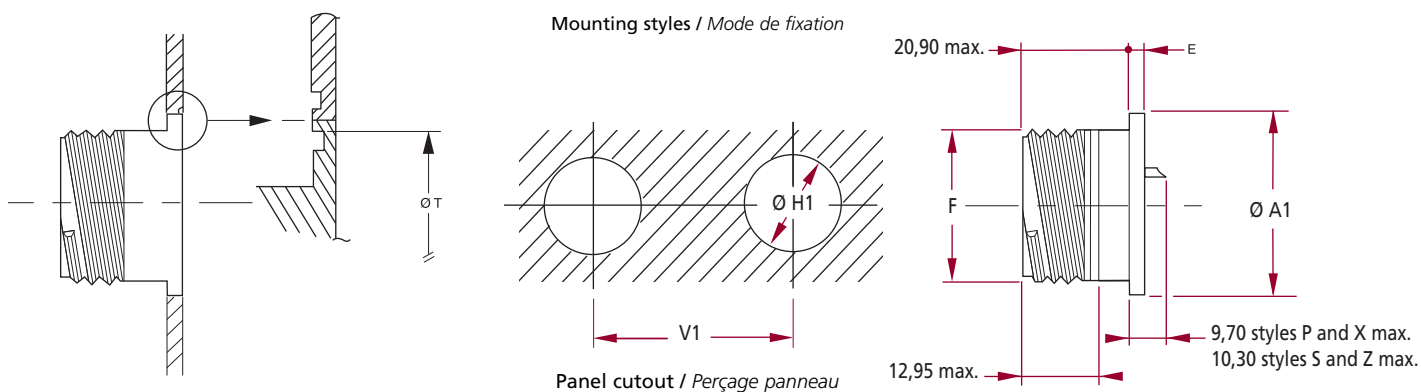 Mounting styles / Mode de fixation
20,90 max.
E
Ø T
Ø H1
F
Ø A1
V1
9,70 styles P and X max.
10,30 styles S and Z max.
12,95 max.
Panel cutout / Perçage panneau